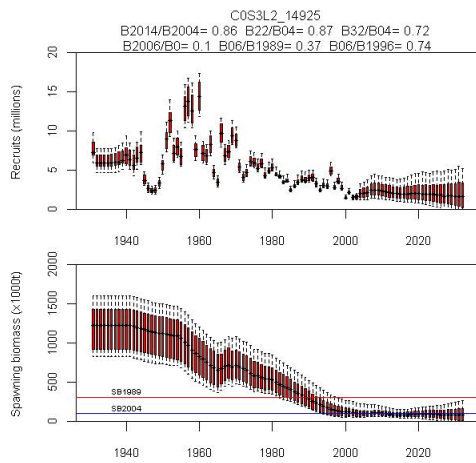 C0S3L2_14925
B2014/B2004= 0.86 B22/B04= 0.87 B32/B04= 0.72
B2006/B0= 0.1 B06/B1989= 0.37 B06/B1996= 0.74
Recruits (millions)
20
15
10
5
0
1940 1960 1980 2000 2020
Spawning biomass (x1000t)
2000
1500
1000
500
0
SB1989
SB2004
1940 1960 1980 2000 2020